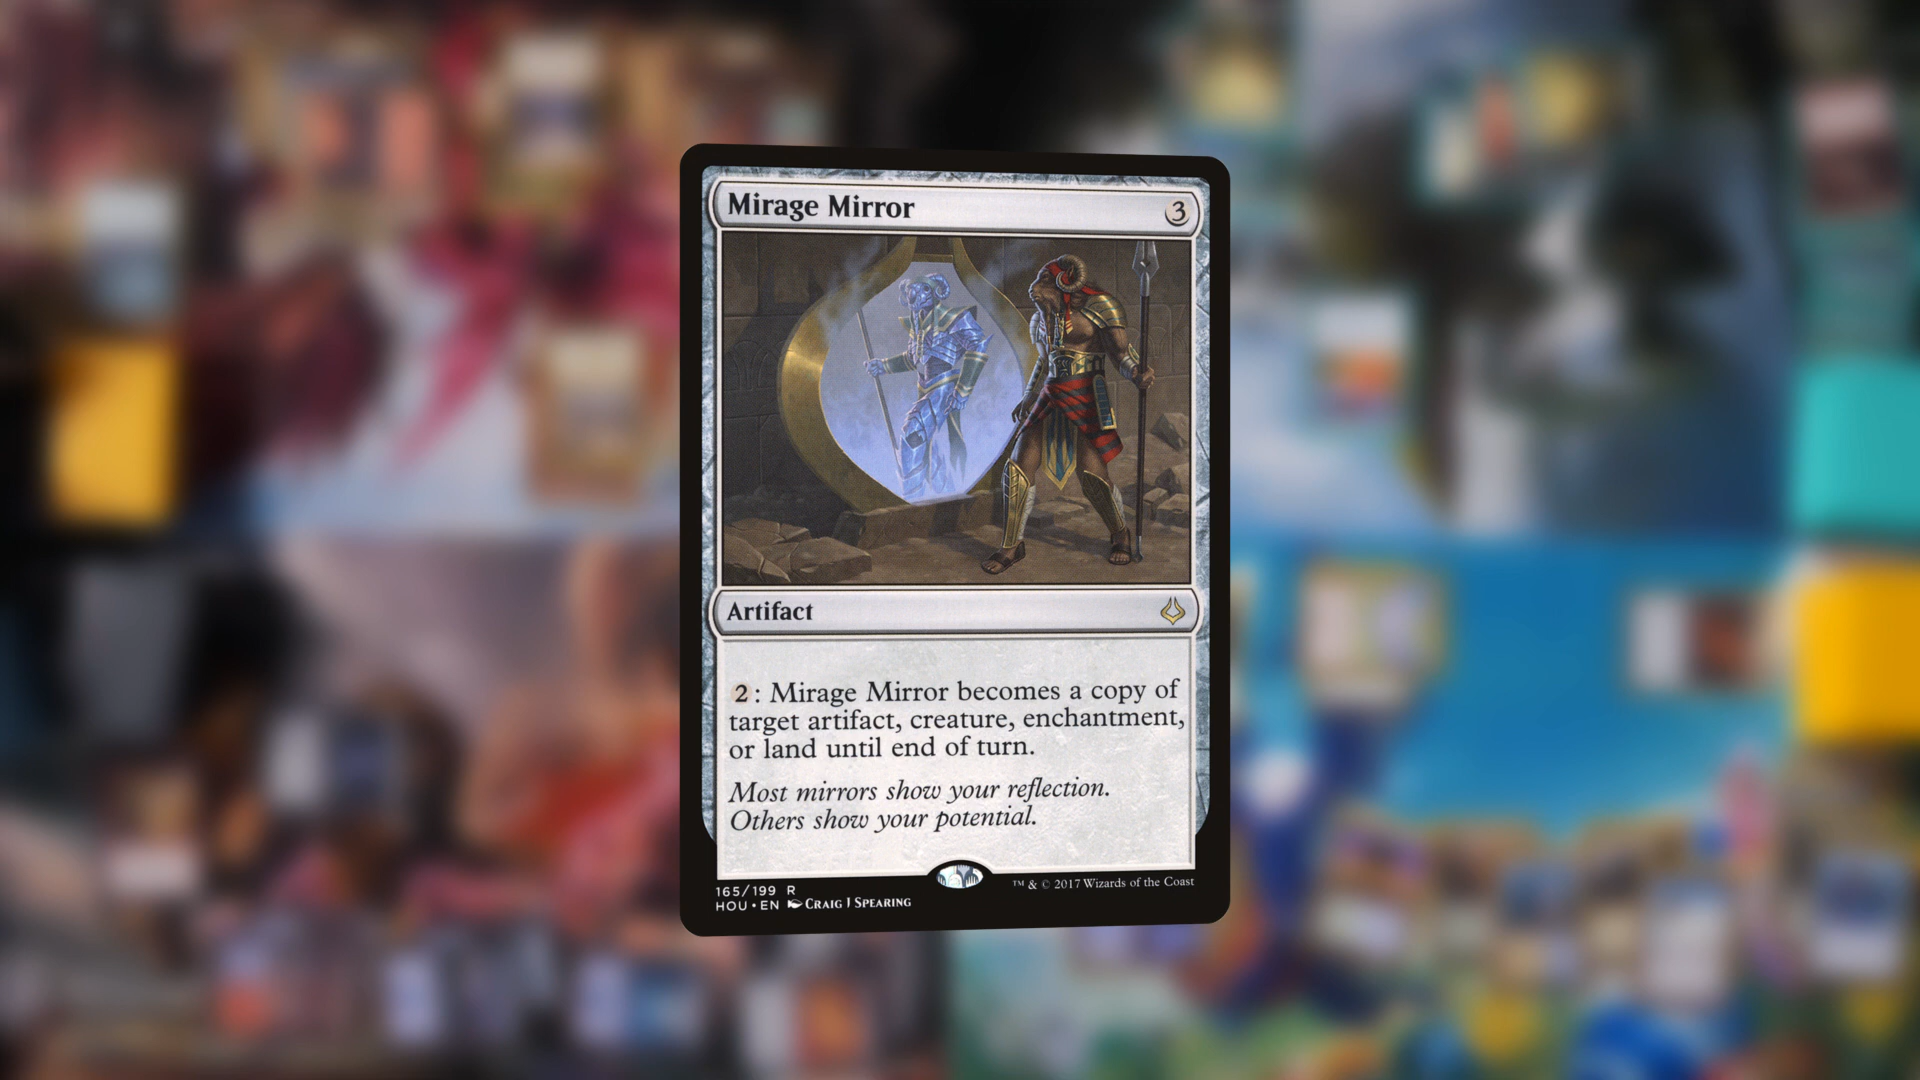 Mirage Mirror 3
Artifact
2: Mirage Mirror becomes a copy of
target artifact, creature, enchantment,
or land until end of turn.
Most mirrors show your reflection.
Others show your potential.
165/199 R
HOU • EN CRAIG J SPEARING
™ & © 2017 Wizards of the Coast